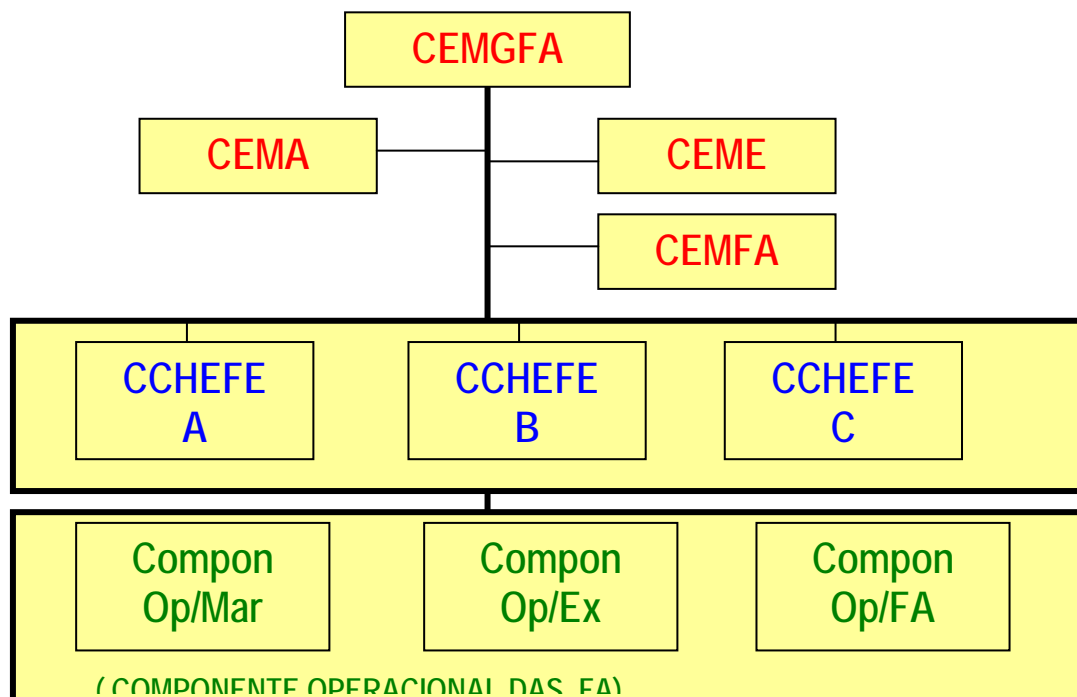 CEMGFA
CEMA
CEME
CEMFA
CCHEFE
A
CCHEFE
B
CCHEFE
C
Compon
Op/Mar
Compon
Op/Ex
Compon
Op/FA
( COMPONENTE OPERACIONAL DAS FA)